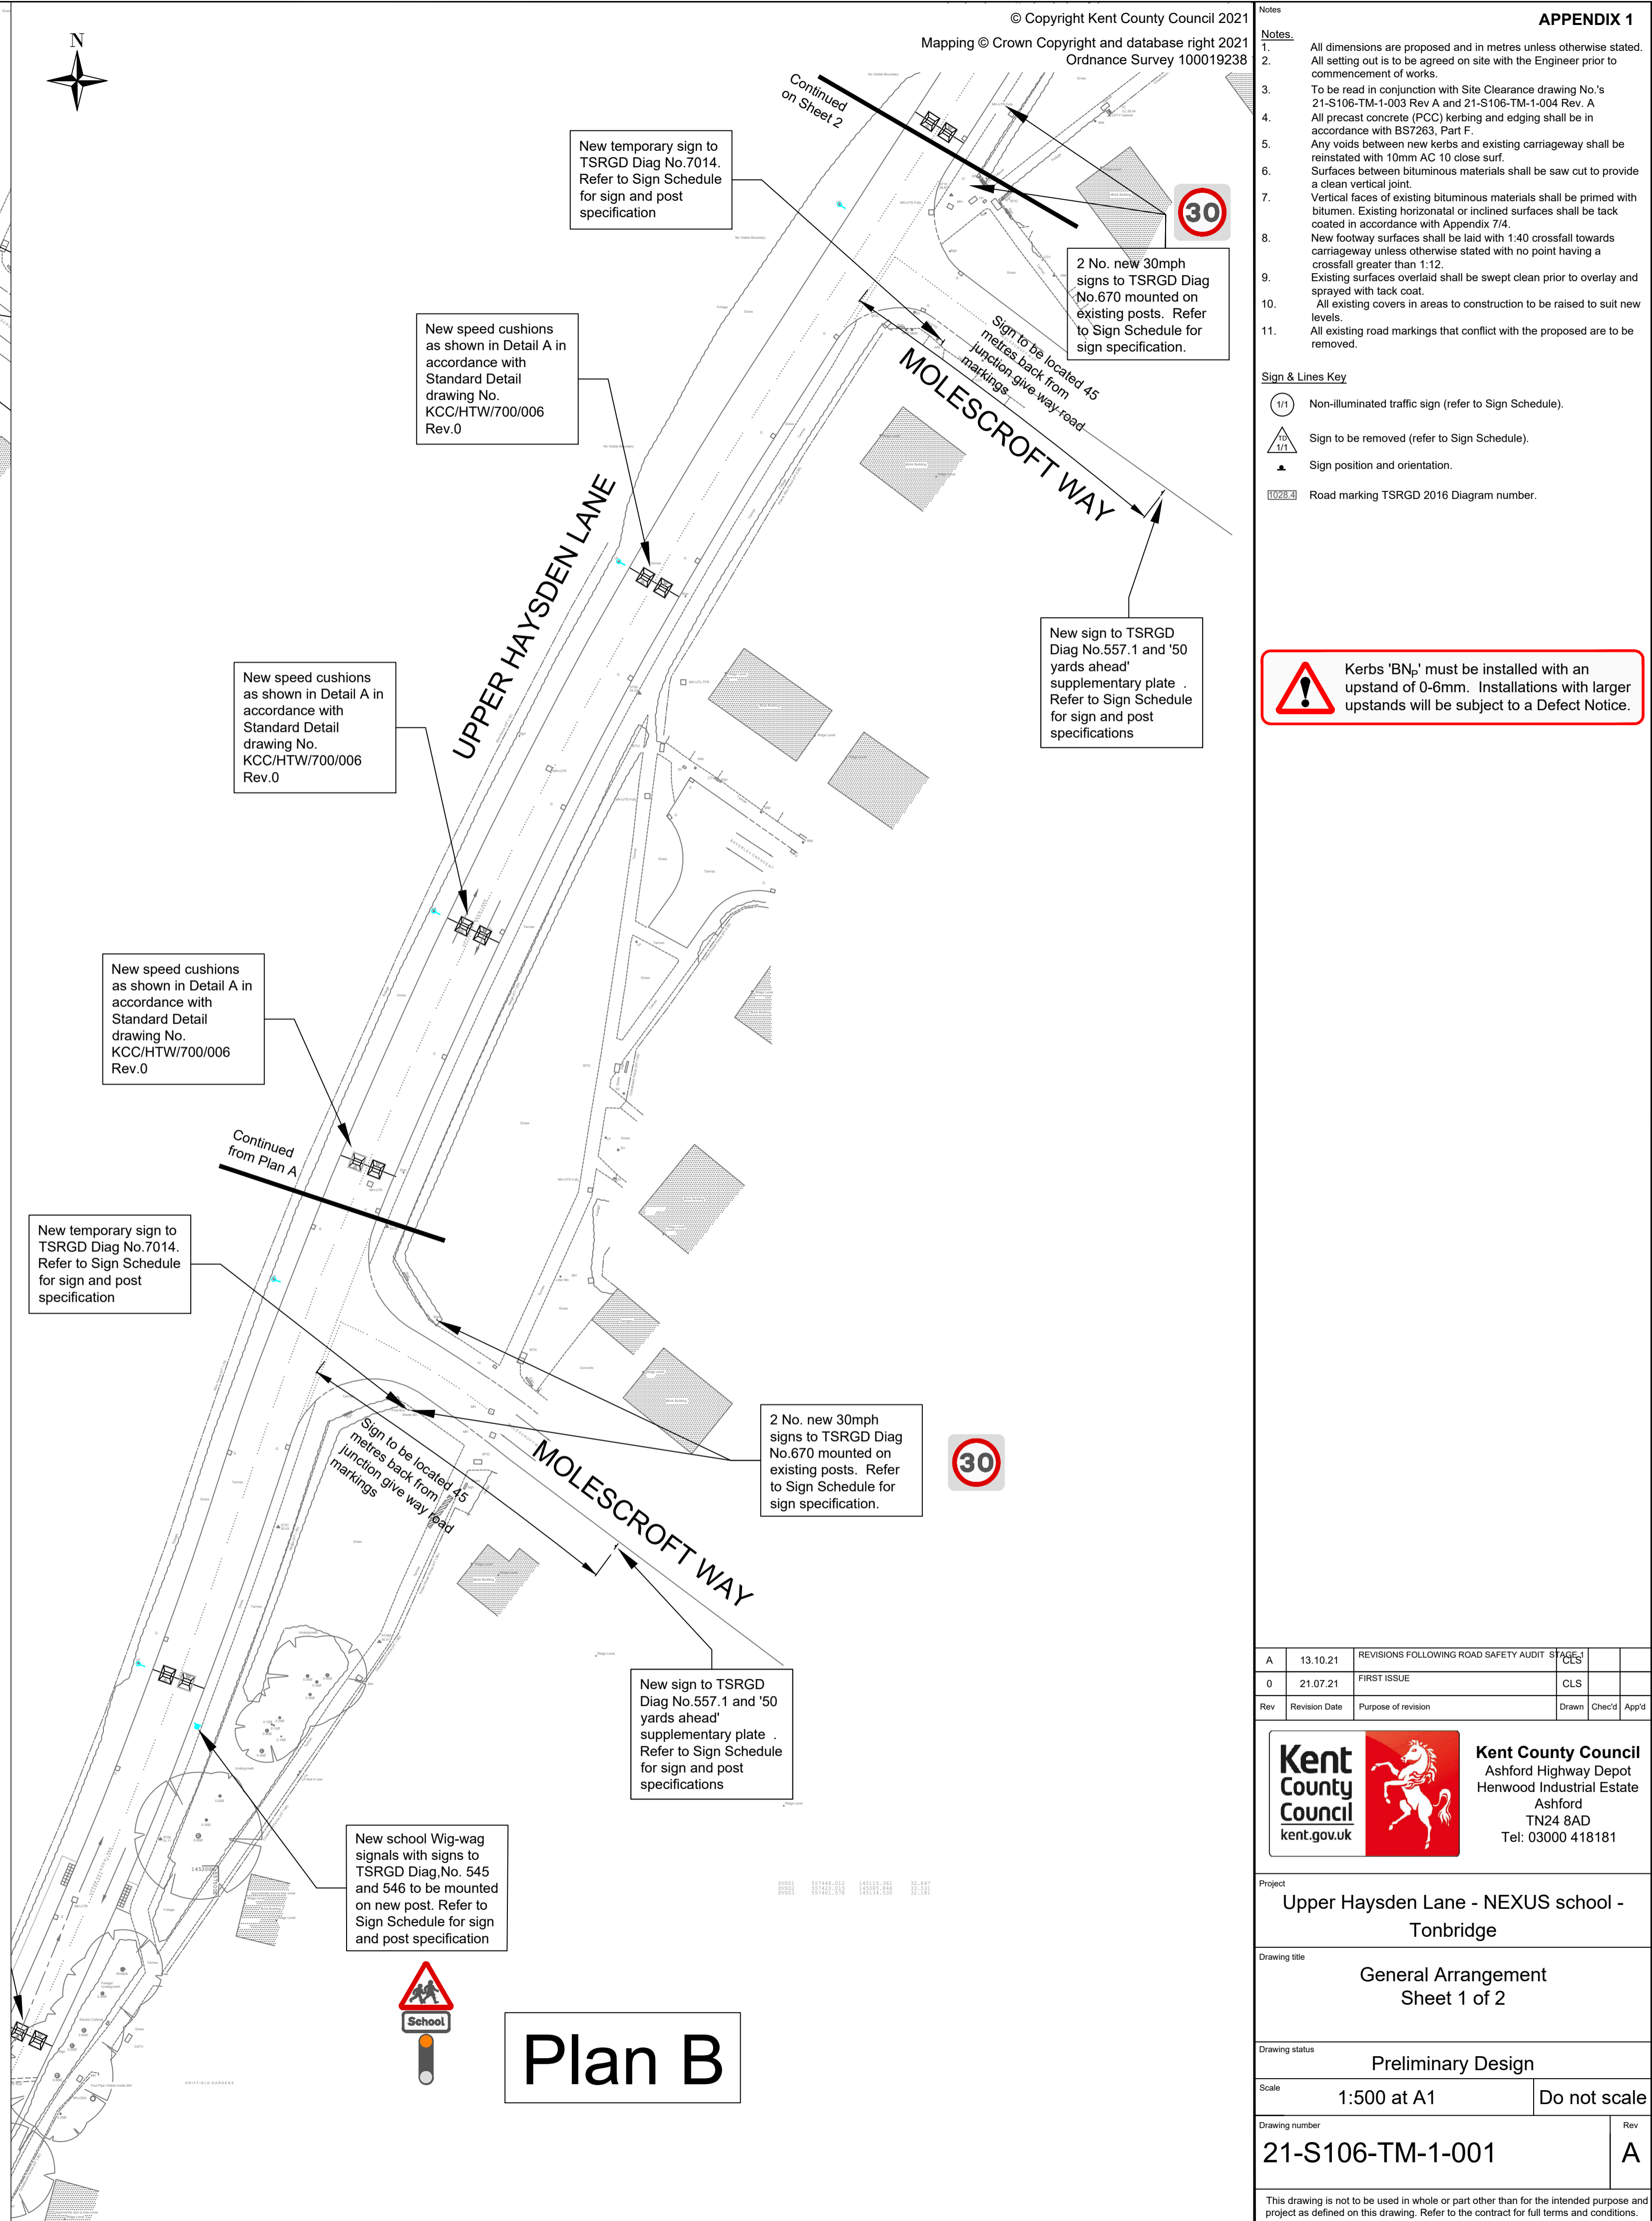 © Copyright Kent County Council 2021
Mapping © Crown Copyright and database right 2021
Ordnance Survey 100019238
N
Continued
on Sheet 2
New temporary sign to
TSRGD Diag No.7014.
Refer to Sign Schedule
for sign and post
specification
30
2 No. new 30mph
signs to TSRGD Diag
No.670 mounted on
existing posts. Refer
to Sign Schedule for
sign specification.
New speed cushions
as shown in Detail A in
accordance with
Standard Detail
drawing No.
KCC/HTW/700/006
Rev.0
Sign to be located 45
metres back from
junction give way road
markings
MOLESCROFT WAY
UPPER HAYSDEN LANE
New sign to TSRGD
Diag No.557.1 and '50
yards ahead'
supplementary plate .
Refer to Sign Schedule
for sign and post
specifications
New speed cushions
as shown in Detail A in
accordance with
Standard Detail
drawing No.
KCC/HTW/700/006
Rev.0
BEVERLEY CRESCENT
New speed cushions
as shown in Detail A in
accordance with
Standard Detail
drawing No.
KCC/HTW/700/006
Rev.0
Continued
from Plan A
New temporary sign to
TSRGD Diag No.7014.
Refer to Sign Schedule
for sign and post
specification
2 No. new 30mph
signs to TSRGD Diag
No.670 mounted on
existing posts. Refer
to Sign Schedule for
sign specification.
30
Sign to be located 45
metres back from
junction give way road
markings
MOLESCROFT WAY
New sign to TSRGD
Diag No.557.1 and '50
yards ahead'
supplementary plate .
Refer to Sign Schedule
for sign and post
specifications
New school Wig-wag
signals with signs to
TSRGD Diag,No. 545
and 546 to be mounted
on new post. Refer to
Sign Schedule for sign
and post specification
School
DRIFFIELD GARDENS
Plan B
Notes
APPENDIX 1
Notes.
1. All dimensions are proposed and in metres unless otherwise stated.
2. All setting out is to be agreed on site with the Engineer prior to
commencement of works.
3. To be read in conjunction with Site Clearance drawing No.'s
21-S106-TM-1-003 Rev A and 21-S106-TM-1-004 Rev. A
4. All precast concrete (PCC) kerbing and edging shall be in
accordance with BS7263, Part F.
5. Any voids between new kerbs and existing carriageway shall be
reinstated with 10mm AC 10 close surf.
6. Surfaces between bituminous materials shall be saw cut to provide
a clean vertical joint.
7. Vertical faces of existing bituminous materials shall be primed with
bitumen. Existing horizonatal or inclined surfaces shall be tack
coated in accordance with Appendix 7/4.
8. New footway surfaces shall be laid with 1:40 crossfall towards
carriageway unless otherwise stated with no point having a
crossfall greater than 1:12.
9. Existing surfaces overlaid shall be swept clean prior to overlay and
sprayed with tack coat.
10. All existing covers in areas to construction to be raised to suit new
levels.
11. All existing road markings that conflict with the proposed are to be
removed.
Sign & Lines Key
1/1 Non-illuminated traffic sign (refer to Sign Schedule).
TD
1/1 Sign to be removed (refer to Sign Schedule).
Sign position and orientation.
1028.4 Road marking TSRGD 2016 Diagram number.
Kerbs 'BNP' must be installed with an
upstand of 0-6mm. Installations with larger
upstands will be subject to a Defect Notice.
A 13.10.21 REVISIONS FOLLOWING ROAD SAFETY AUDIT STAGE 1 CLS
0 21.07.21 FIRST ISSUE CLS
Rev Revision Date Purpose of revision Drawn Chec'd App'd
Kent
County
Council
kent.gov.uk
Kent County Council
Ashford Highway Depot
Henwood Industrial Estate
Ashford
TN24 8AD
Tel: 03000 418181
Project
Upper Haysden Lane - NEXUS school -
Tonbridge
Drawing title
General Arrangement
Sheet 1 of 2
Drawing status
Preliminary Design
Scale
1:500 at A1
Do not scale
Drawing number
21-S106-TM-1-001
Rev
A
This drawing is not to be used in whole or part other than for the intended purpose and
project as defined on this drawing. Refer to the contract for full terms and conditions.